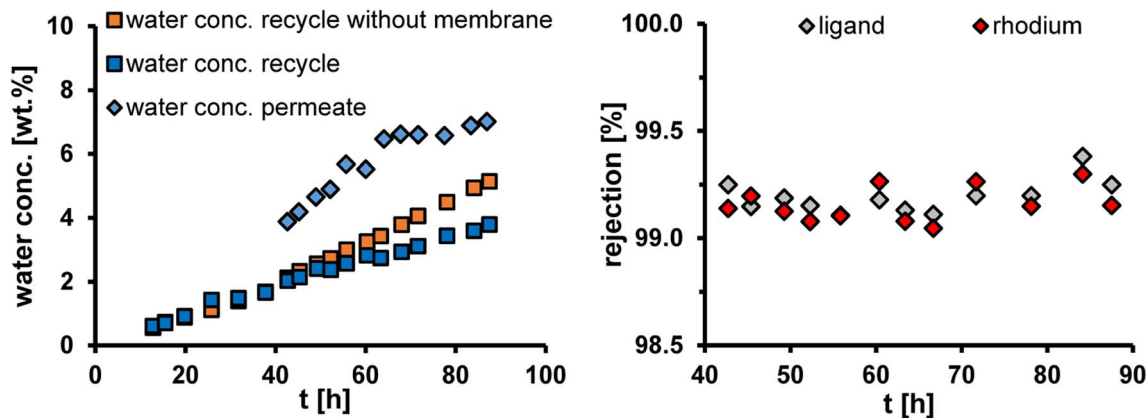 10
8
6
4
2
0
water conc. [wt.%]
water conc. recycle without membrane
water conc. recycle
water conc. permeate
0 20 40 60 80 100
t [h]
100.0
99.5
99.0
98.5
rejection [%]
ligand rhodium
40 50 60 70 80 90
t [h]